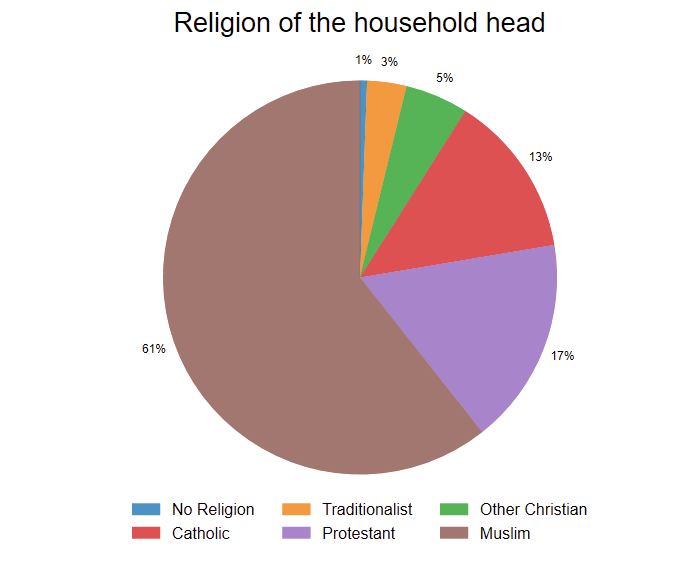 Religion of the household head
1% 3%
5%
13%
17%
61%
No Religion Traditionalist Other Christian
Catholic Protestant Muslim